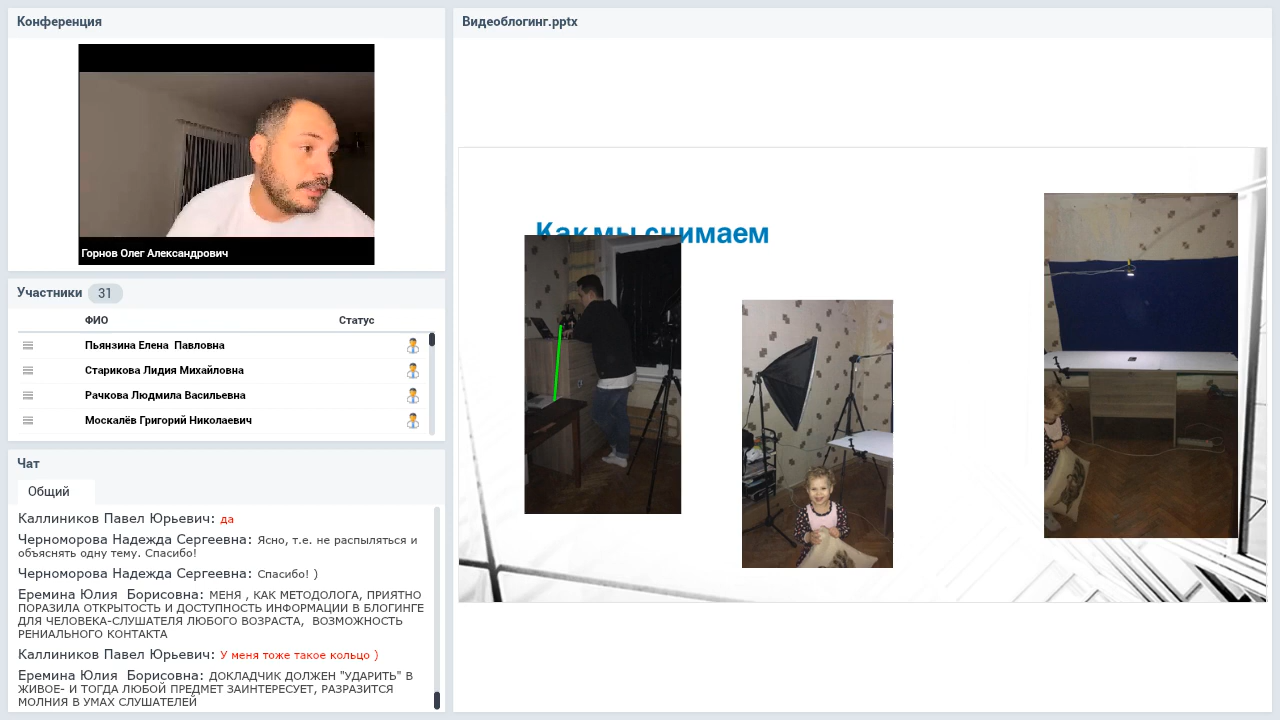 Конференция
Горнов Олег Александрович
Участники 31
ФИО Статус
Пьянзина Елена  Павловна
Старикова Лидия Михайловна
Рачкова Людмила Васильевна
Москалёв Григорий Николаевич
Чат
Общий
Каллиников Павел Юрьевич: да
Черноморова Надежда Сергеевна: Ясно, т.е. не распыляться и
объяснять одну тему. Спасибо!
Черноморова Надежда Сергеевна: Спасибо! )
Еремина Юлия  Борисовна: МЕНЯ , КАК МЕТОДОЛОГА, ПРИЯТНО
ПОРАЗИЛА ОТКРЫТОСТЬ И ДОСТУПНОСТЬ ИНФОРМАЦИИ В БЛОГИНГЕ
ДЛЯ ЧЕЛОВЕКА-СЛУШАТЕЛЯ ЛЮБОГО ВОЗРАСТА,  ВОЗМОЖНОСТЬ
РЕНИАЛЬНОГО КОНТАКТА
Каллиников Павел Юрьевич: У меня тоже такое кольцо )
Еремина Юлия  Борисовна: ДОКЛАДЧИК ДОЛЖЕН "УДАРИТЬ" В
ЖИВОЕ- И ТОГДА ЛЮБОЙ ПРЕДМЕТ ЗАИНТЕРЕСУЕТ, РАЗРАЗИТСЯ
МОЛНИЯ В УМАХ СЛУШАТЕЛЕЙ
Видеоблогинг.pptx
Как мы снимаем